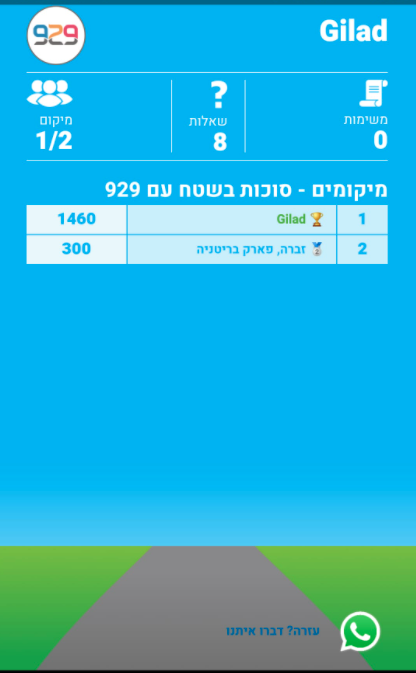 929
Gilad
משימות
0
שאלות
8
מיקום
1/2
מיקומים - סוכות בשטח עם 929
1 Gilad 1460
2 זברה, פארק בריטניה 300
עזרה? דברו איתנו